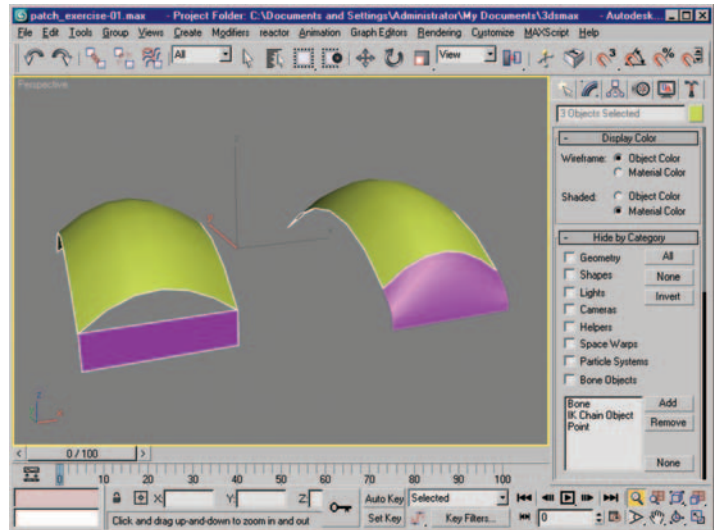 patch_exercise-01.max - Project Folder: C:\Documents and Settings\Administrator\My Documents\3dsmax - Autodesk...
File Edit Tools Group Views Create Modifiers reactor Animation Graph Editors Rendering Customize MAXScript Help
All
View
3
%
Perspective
z
x
3 Objects Selected
- Display Color
Wireframe: Object Color
Material Color
Shaded: Object Color
Material Color
- Hide by Category
Geometry All
Shapes None
Lights Invert
Cameras
Helpers
Space Warps
Particle Systems
Bone Objects
Bone Add
IK Chain Object Remove
Point
None
z
x
< 0 / 100 >
0 10 20 30 40 50 60 70 80 90 100
X: Y: Z: Auto Key Selected
Click and drag up-and-down to zoom in and out Set Key Key Filters... 0